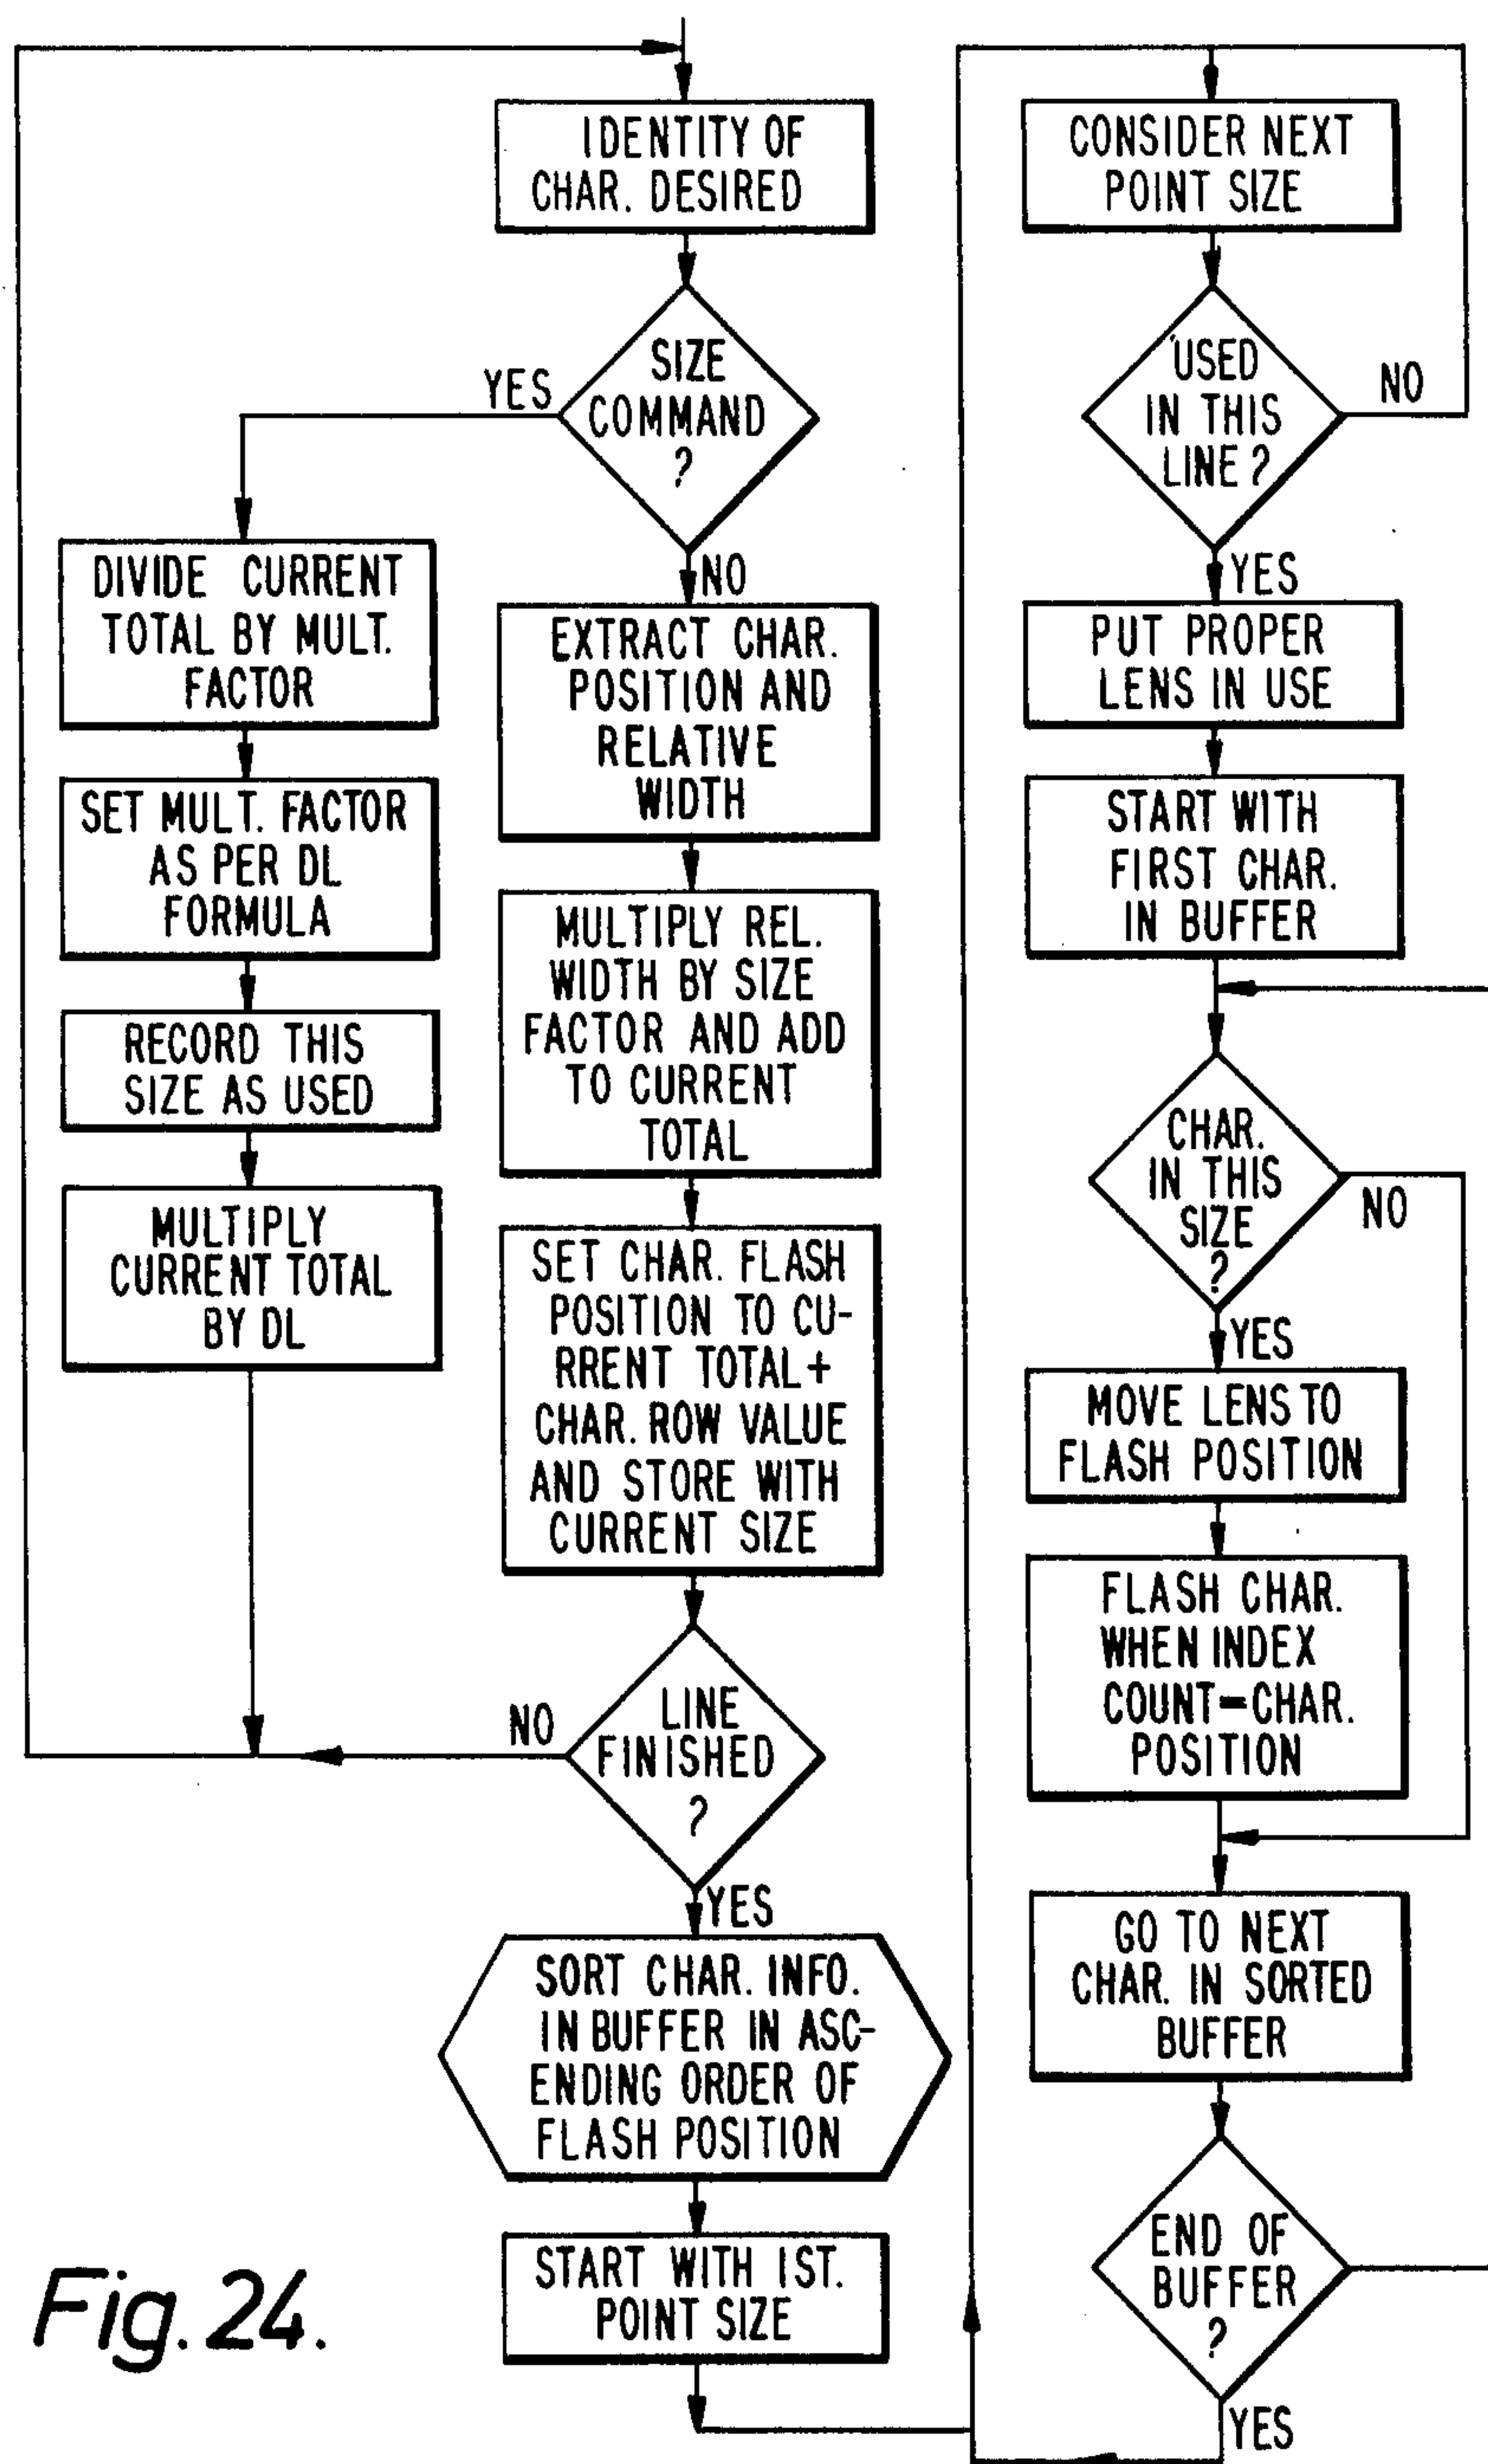 IDENTITY OF
CHAR. DESIRED
SIZE
COMMAND
?
YES
NO
DIVIDE CURRENT
TOTAL BY MULT.
FACTOR
SET MULT. FACTOR
AS PER DL
FORMULA
RECORD THIS
SIZE AS USED
MULTIPLY
CURRENT TOTAL
BY DL
EXTRACT CHAR.
POSITION AND
RELATIVE
WIDTH
MULTIPLY REL.
WIDTH BY SIZE
FACTOR AND ADD
TO CURRENT
TOTAL
SET CHAR. FLASH
POSITION TO CU-
RRENT TOTAL+
CHAR. ROW VALUE
AND STORE WITH
CURRENT SIZE
LINE
FINISHED
?
NO
YES
SORT CHAR. INFO.
IN BUFFER IN ASC-
ENDING ORDER OF
FLASH POSITION
START WITH 1ST.
POINT SIZE
CONSIDER NEXT
POINT SIZE
USED
IN THIS
LINE?
NO
YES
PUT PROPER
LENS IN USE
START WITH
FIRST CHAR.
IN BUFFER
CHAR.
IN THIS
SIZE
?
NO
YES
MOVE LENS TO
FLASH POSITION
FLASH CHAR.
WHEN INDEX
COUNT=CHAR.
POSITION
GO TO NEXT
CHAR. IN SORTED
BUFFER
END OF
BUFFER
?
YES
Fig. 24.